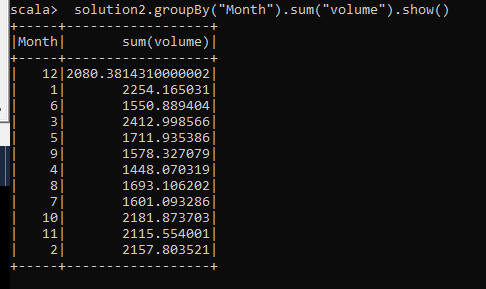 scala>  solution2.groupBy("Month").sum("volume").show()
+-----+------------------+
|Month|       sum(volume)|
+-----+------------------+
|   12|2080.3814310000002|
|    1|       2254.165031|
|    6|       1550.889404|
|    3|       2412.998566|
|    5|       1711.935386|
|    9|       1578.327079|
|    4|       1448.070319|
|    8|       1693.106202|
|    7|       1601.093286|
|   10|       2181.873703|
|   11|       2115.554001|
|    2|       2157.803521|
+-----+------------------+